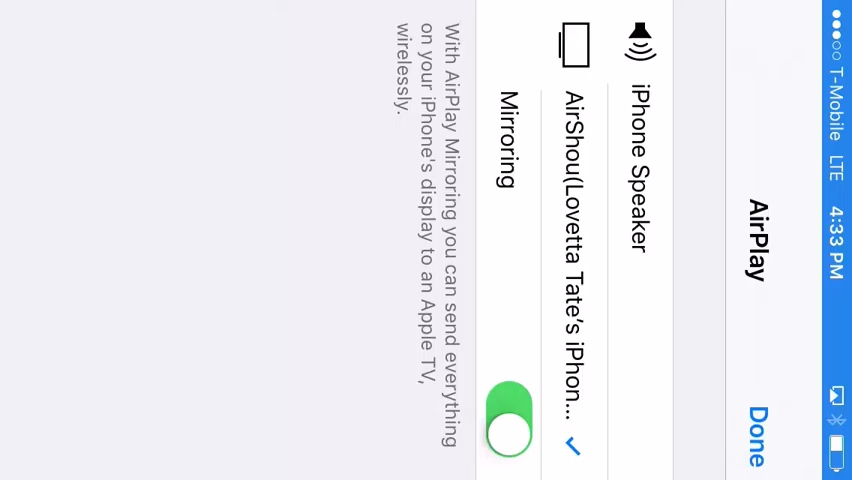 ●●●○○ T-Mobile LTE 4:33 PM
AirPlay Done
iPhone Speaker
AirShou(Lovetta Tate’s iPhon...
Mirroring
With AirPlay Mirroring you can send everything
on your iPhone's display to an Apple TV,
wirelessly.